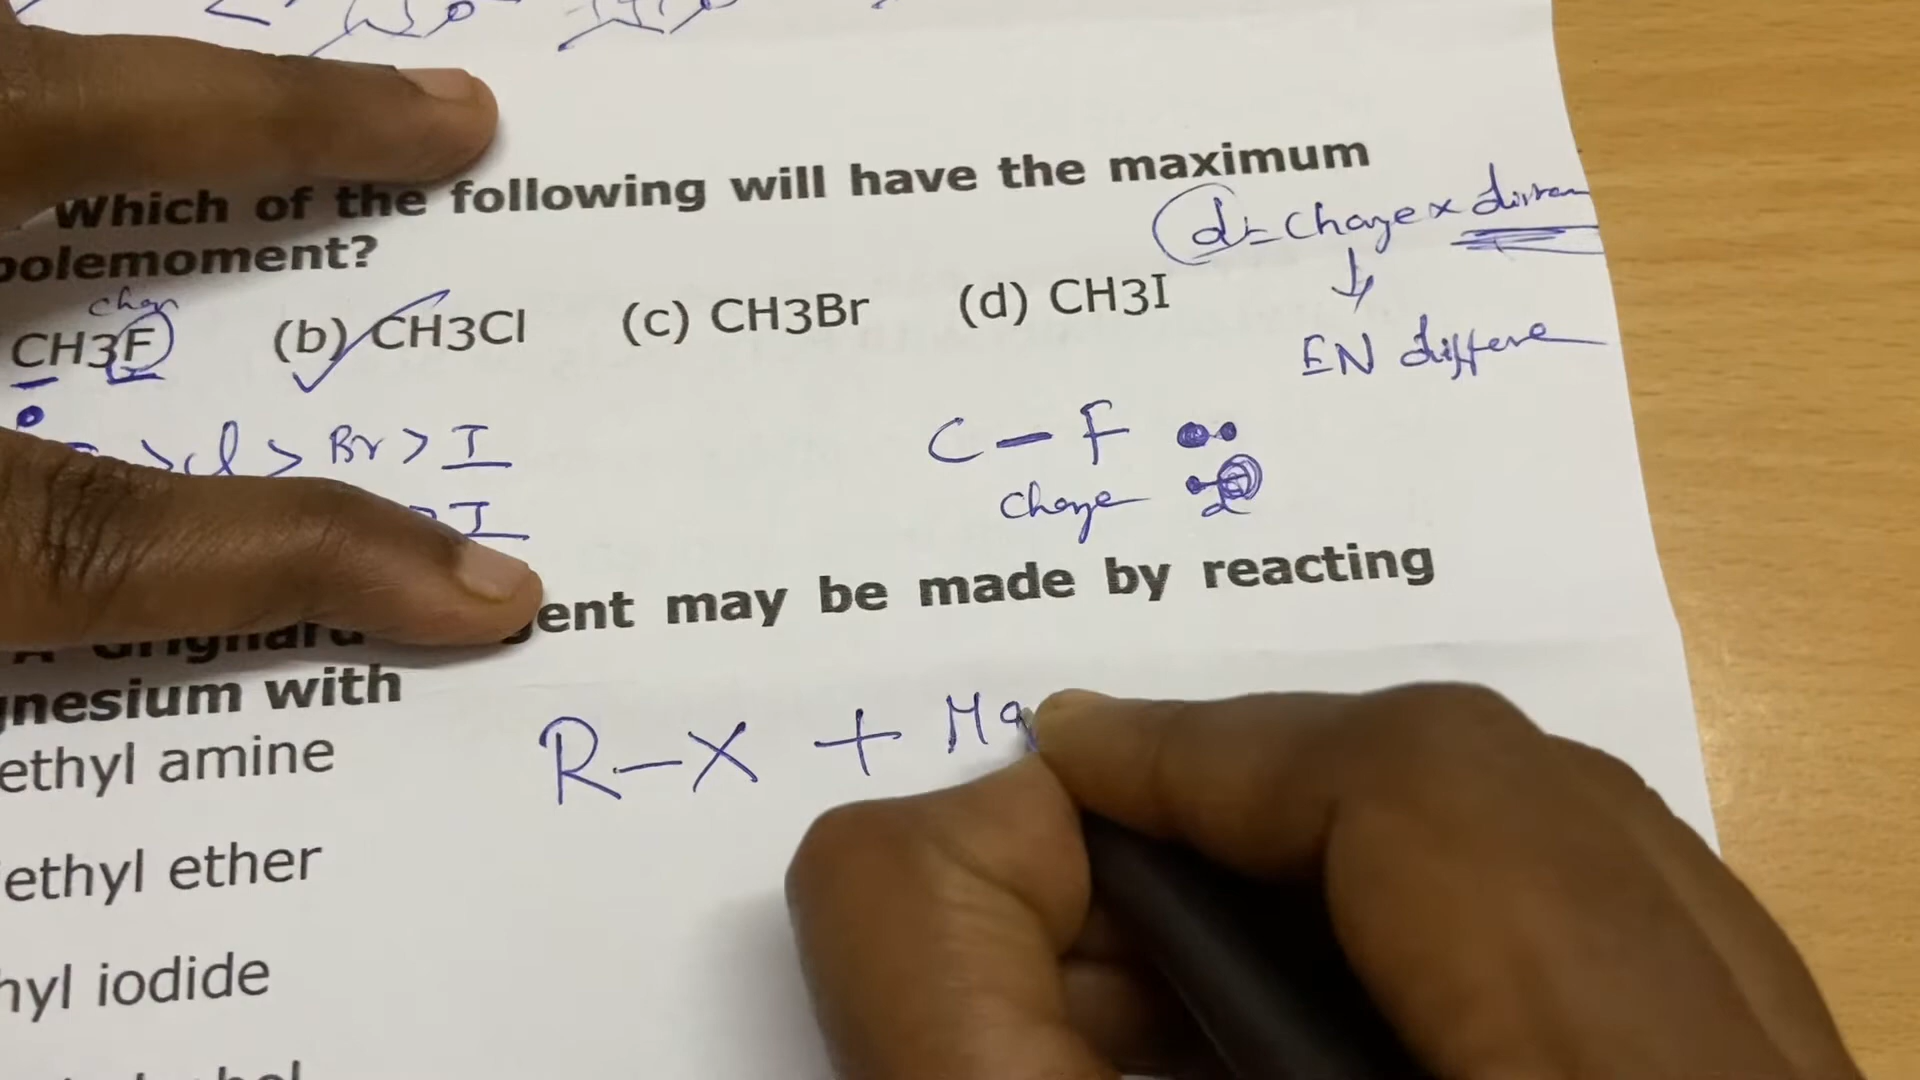 Which of the following will have the maximum
polemoment?
d = charge x distan
chap
CH3F (b) CH3Cl (c) CH3Br (d) CH3I
EN differe
> Cl > Br > I
C - F
I
charge
ent may be made by reacting
gnesium with
R-X + Mg
ethyl amine
ethyl ether
hyl iodide